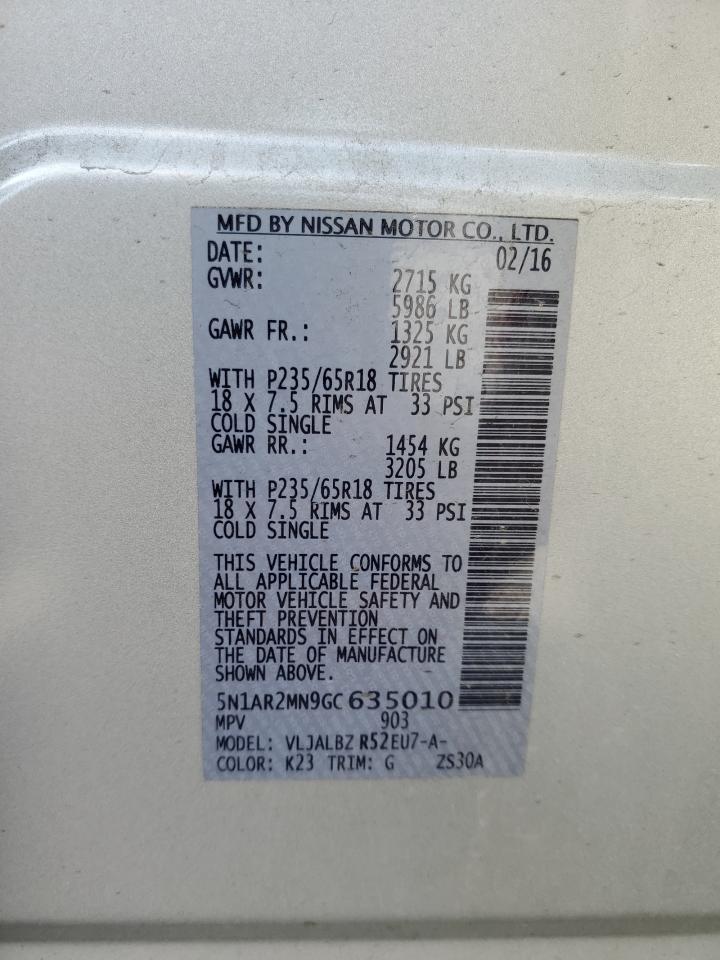 MFD BY NISSAN MOTOR CO., LTD.
DATE: 02/16
GVWR: 2715 KG
5986 LB
GAWR FR.: 1325 KG
2921 LB
WITH P235/65R18 TIRES
18 X 7.5 RIMS AT 33 PSI
COLD SINGLE
GAWR RR.: 1454 KG
3205 LB
WITH P235/65R18 TIRES
18 X 7.5 RIMS AT 33 PSI
COLD SINGLE
THIS VEHICLE CONFORMS TO
ALL APPLICABLE FEDERAL
MOTOR VEHICLE SAFETY AND
THEFT PREVENTION
STANDARDS IN EFFECT ON
THE DATE OF MANUFACTURE
SHOWN ABOVE.
5N1AR2MN9GC635010
MPV 903
MODEL: VLJALBZ R52EU7-A-
COLOR: K23 TRIM: G ZS30A